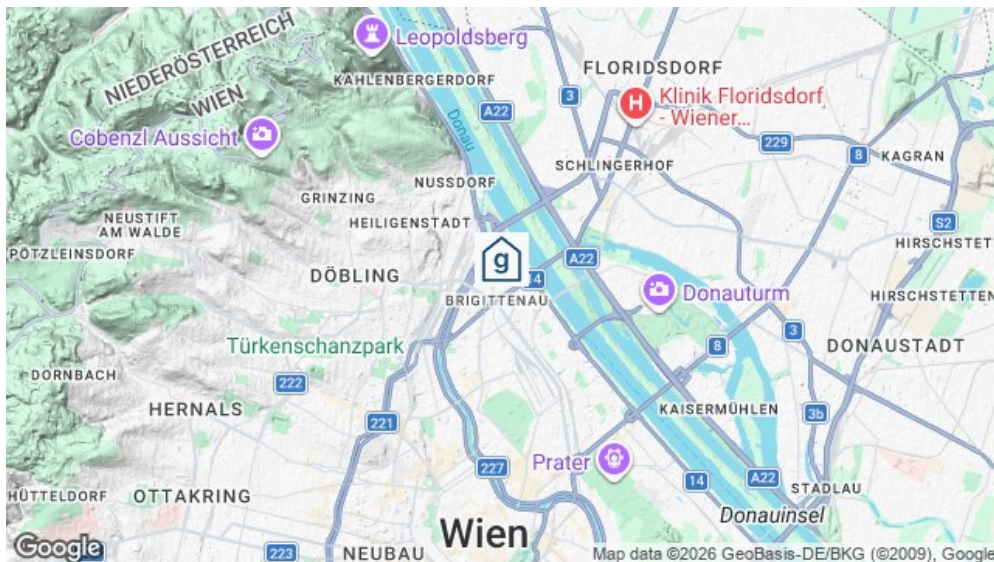 Leopoldsberg
NIEDERÖSTERREICH
WIEN
KAHLENBERGERDORF
FLORIDSDORF
A22
3
H
Klinik Floridsdorf
- Wiener...
Cobenzl Aussicht
Donau
229
8
KAGRAN
SCHLINGERHOF
NUSSDORF
GRINZING
NEUSTIFT
AM WALDE
HEILIGENSTADT
S2
PÖTZLEINSDORF
HIRSCHSTET
g
A22
DÖBLING
14
BRIGITTENAU
Donauturm
HIRSCHSTETTEN
3
Türkenschanzpark
8
DONAUSTADT
DORNBACH
222
HERNALS
221
KAISERMÜHLEN
3b
Prater
227
14
A22
STADLAU
HÜTTELDORF
OTTAKRING
Donauinsel
Wien
Google
223
NEUBAU
Map data ©2026 GeoBasis-DE/BKG (©2009), Google